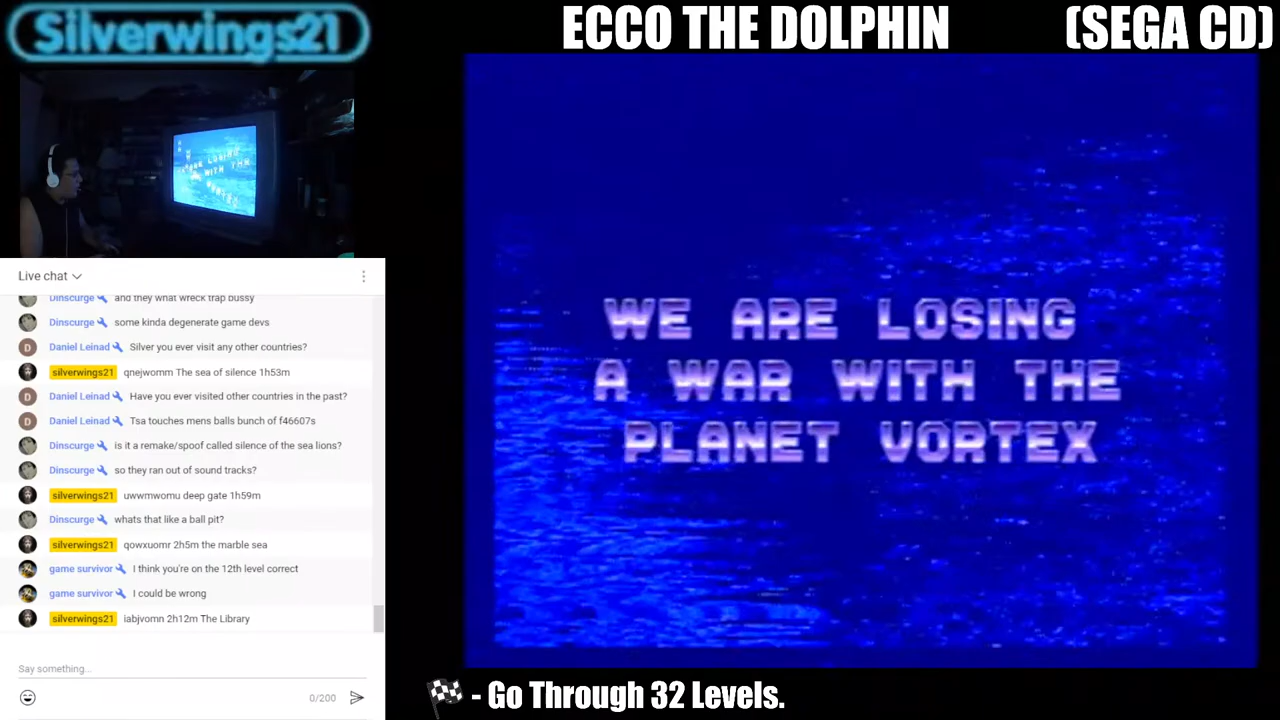 Silverwings21
ECCO THE DOLPHIN (SEGA CD)
WE ARE LOSING
A WAR WITH THE
PLANET VORTEX
Live chat
Dinscurge and they what wreck trap bussy
Dinscurge some kinda degenerate game devs
D Daniel Leinad Silver you ever visit any other countries?
silverwings21 qnejwomm The sea of silence 1h53m
D Daniel Leinad Have you ever visited other countries in the past?
D Daniel Leinad Tsa touches mens balls bunch of f46607s
Dinscurge is it a remake/spoof called silence of the sea lions?
Dinscurge so they ran out of sound tracks?
silverwings21 uwwmwomu deep gate 1h59m
Dinscurge whats that like a ball pit?
silverwings21 qowxuomr 2h5m the marble sea
game survivor I think you're on the 12th level correct
game survivor I could be wrong
silverwings21 iabjvomn 2h12m The Library
Say something...
0/200
- Go Through 32 Levels.